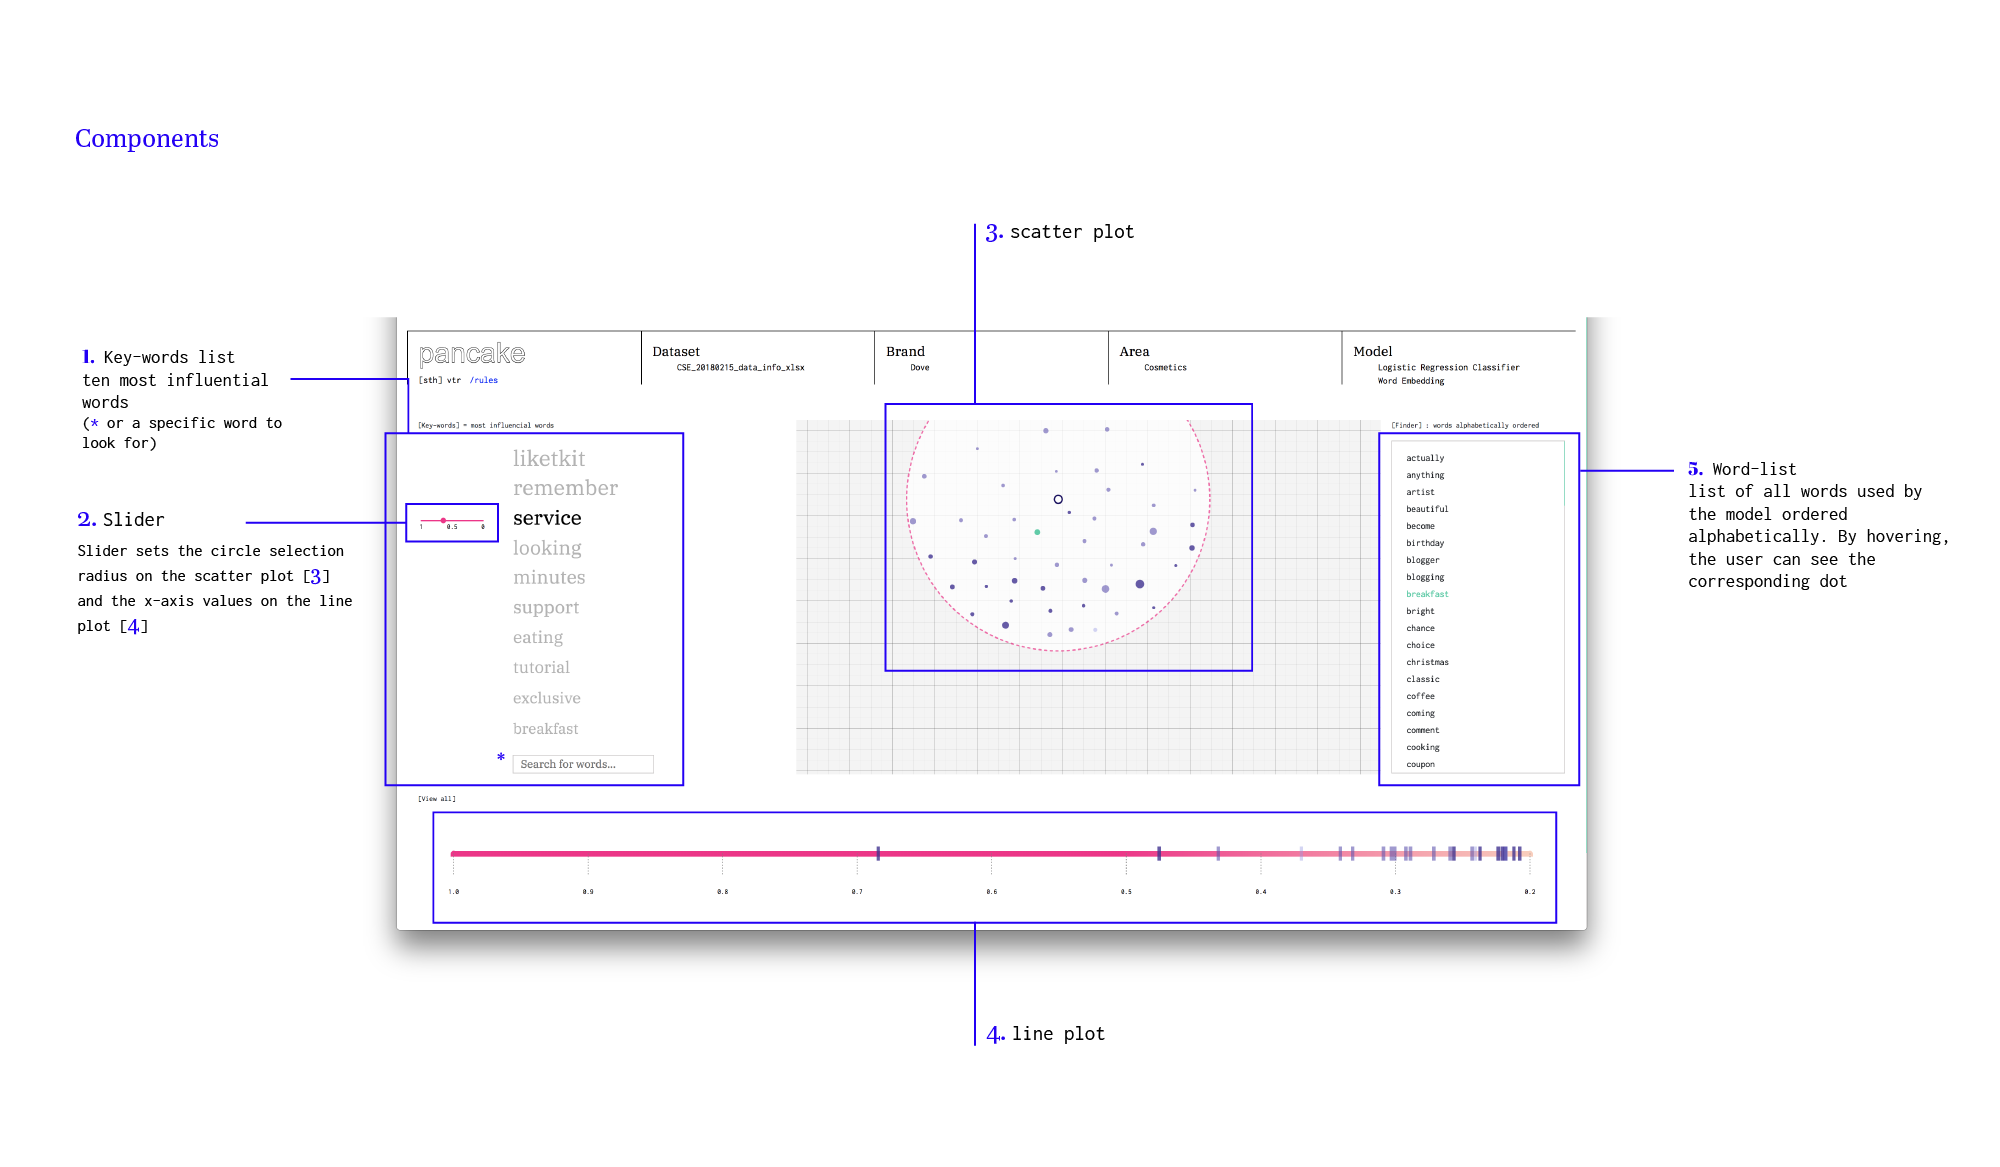 Components
3. scatter plot
1. Key-words list
ten most influential
words
(* or a specific word to
look for)
2. Slider
Slider sets the circle selection
radius on the scatter plot [3]
and the x-axis values on the line
plot [4]
pancake
[sth] vtr /rules
Dataset
CSE_20180215_data_info_xlsx
Brand
Dove
Area
Cosmetics
Model
Logistic Regression Classifier
Word Embedding
[Key-words] = most influencial words
liketkit
remember
service
looking
minutes
support
eating
tutorial
exclusive
breakfast
* Search for words...
1 0.5 0
[Finder] : words alphabetically ordered
actually
anything
artist
beautiful
become
birthday
blogger
blogging
breakfast
bright
chance
choice
christmas
classic
coffee
coming
comment
cooking
coupon
5. Word-list
list of all words used by
the model ordered
alphabetically. By hovering,
the user can see the
corresponding dot
[View all]
1.0 0.9 0.8 0.7 0.6 0.5 0.4 0.3 0.2
4. line plot